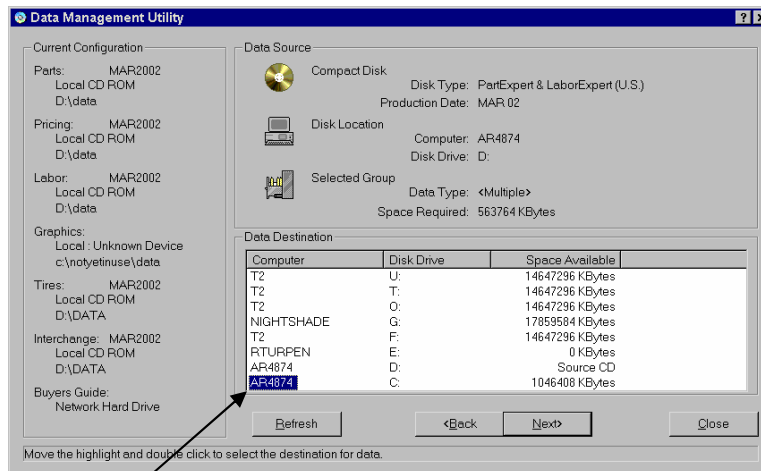 Data Management Utility
Current Configuration
Parts: MAR2002
Local CD ROM
D:\data
Pricing: MAR2002
Local CD ROM
D:\data
Labor: MAR2002
Local CD ROM
D:\data
Graphics:
Local : Unknown Device
c:\notyetinuse\data
Tires: MAR2002
Local CD ROM
D:\DATA
Interchange: MAR2002
Local CD ROM
D:\DATA
Buyers Guide:
Network Hard Drive
Data Source
Compact Disk
Disk Type: PartExpert & LaborExpert (U.S.)
Production Date: MAR 02
Disk Location
Computer: AR4874
Disk Drive: D:
Selected Group
Data Type: <Multiple>
Space Required: 563764 KBytes
Data Destination
Computer Disk Drive Space Available
T2 U: 14647296 KBytes
T2 T: 14647296 KBytes
T2 O: 14647296 KBytes
NIGHTSHADE G: 17859584 KBytes
T2 F: 14647296 KBytes
RTURPEN E: 0 KBytes
AR4874 D: Source CD
AR4874 C: 1046408 KBytes
Refresh <Back Next> Close
Move the highlight and double click to select the destination for data.